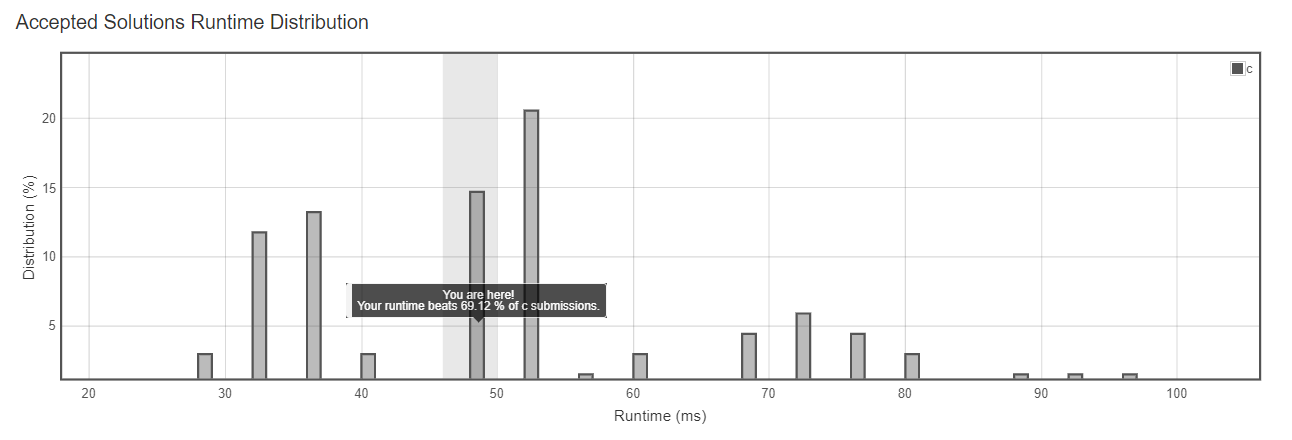 Accepted Solutions Runtime Distribution
c
20
15
10
5
Distribution (%)
You are here!
Your runtime beats 69.12 % of c submissions.
20 30 40 50 60 70 80 90 100
Runtime (ms)